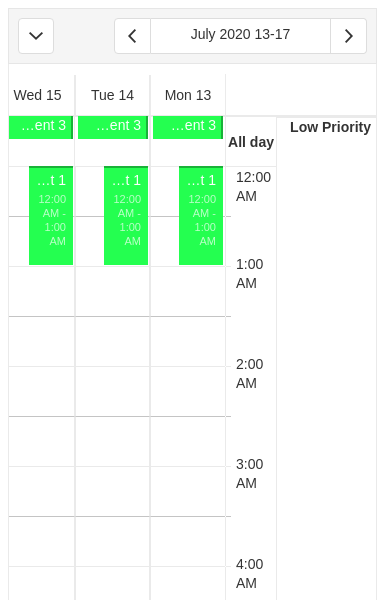 July 2020 13-17
Wed 15
Tue 14
Mon 13
...ent 3
...ent 3
...ent 3
All day
Low Priority
...t 1
12:00
AM -
1:00
AM
...t 1
12:00
AM -
1:00
AM
...t 1
12:00
AM -
1:00
AM
12:00
AM
1:00
AM
2:00
AM
3:00
AM
4:00
AM